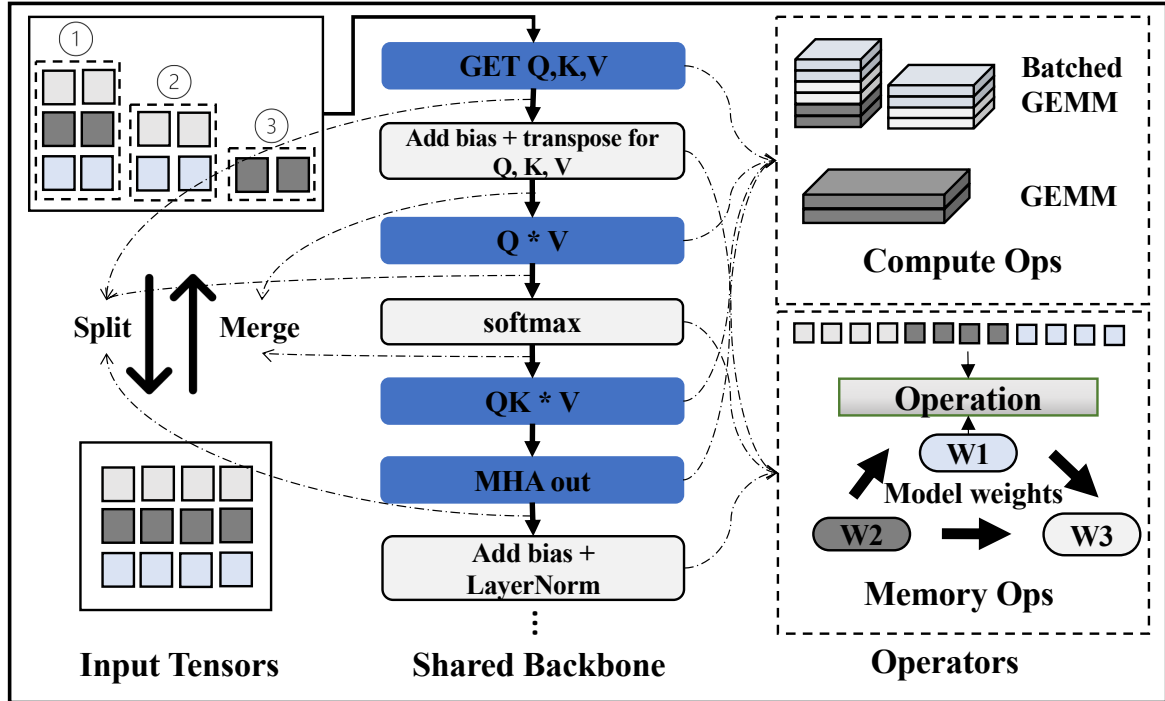 ①
②
③
Split
Merge
Input Tensors
GET Q,K,V
Add bias + transpose for
Q, K, V
Q * V
softmax
QK * V
MHA out
Add bias +
LayerNorm
⋮
Shared Backbone
Batched
GEMM
GEMM
Compute Ops
Operation
W1
Model weights
W2
W3
Memory Ops
Operators